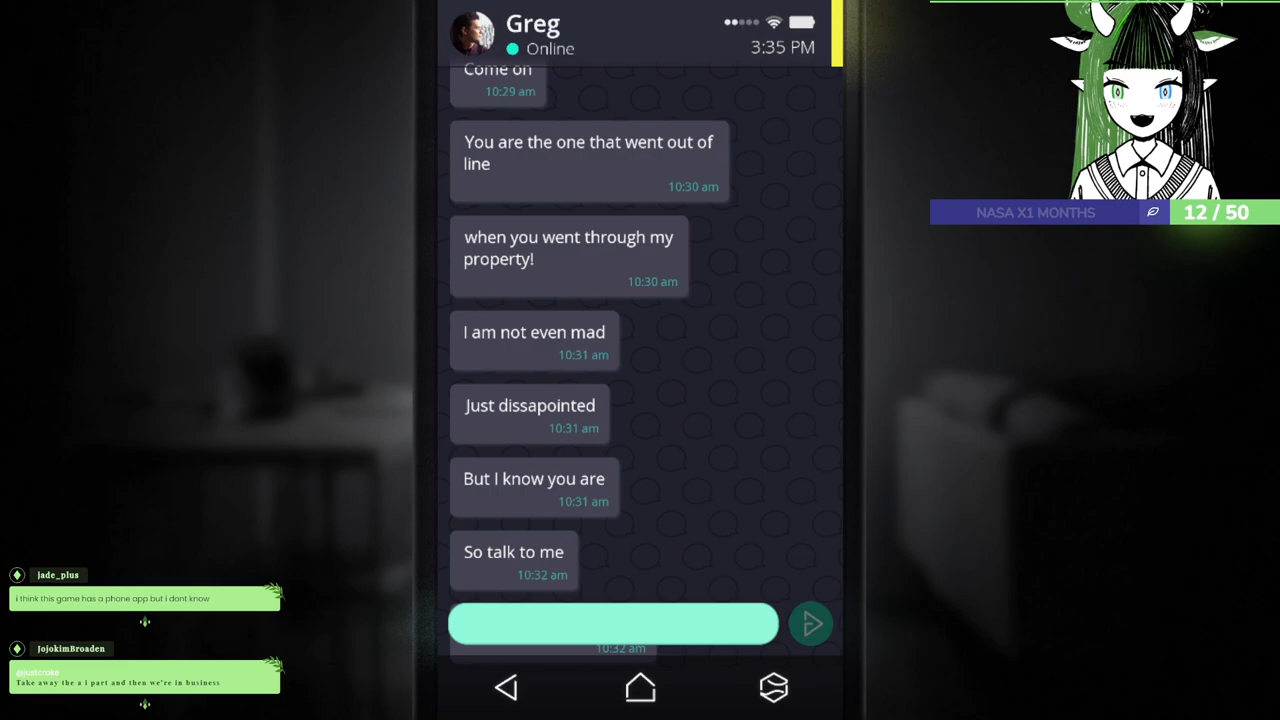 Greg
Online
3:35 PM
Come on
10:29 am
You are the one that went out of
line
10:30 am
when you went through my
property!
10:30 am
I am not even mad
10:31 am
Just dissapointed
10:31 am
But I know you are
10:31 am
So talk to me
10:32 am
10:32 am
NASA X1 MONTHS
12 / 50
jade_plus
i think this game has a phone app but i dont know
JojokimBroaden
@justcroke
Take away the a i part and then we're in business